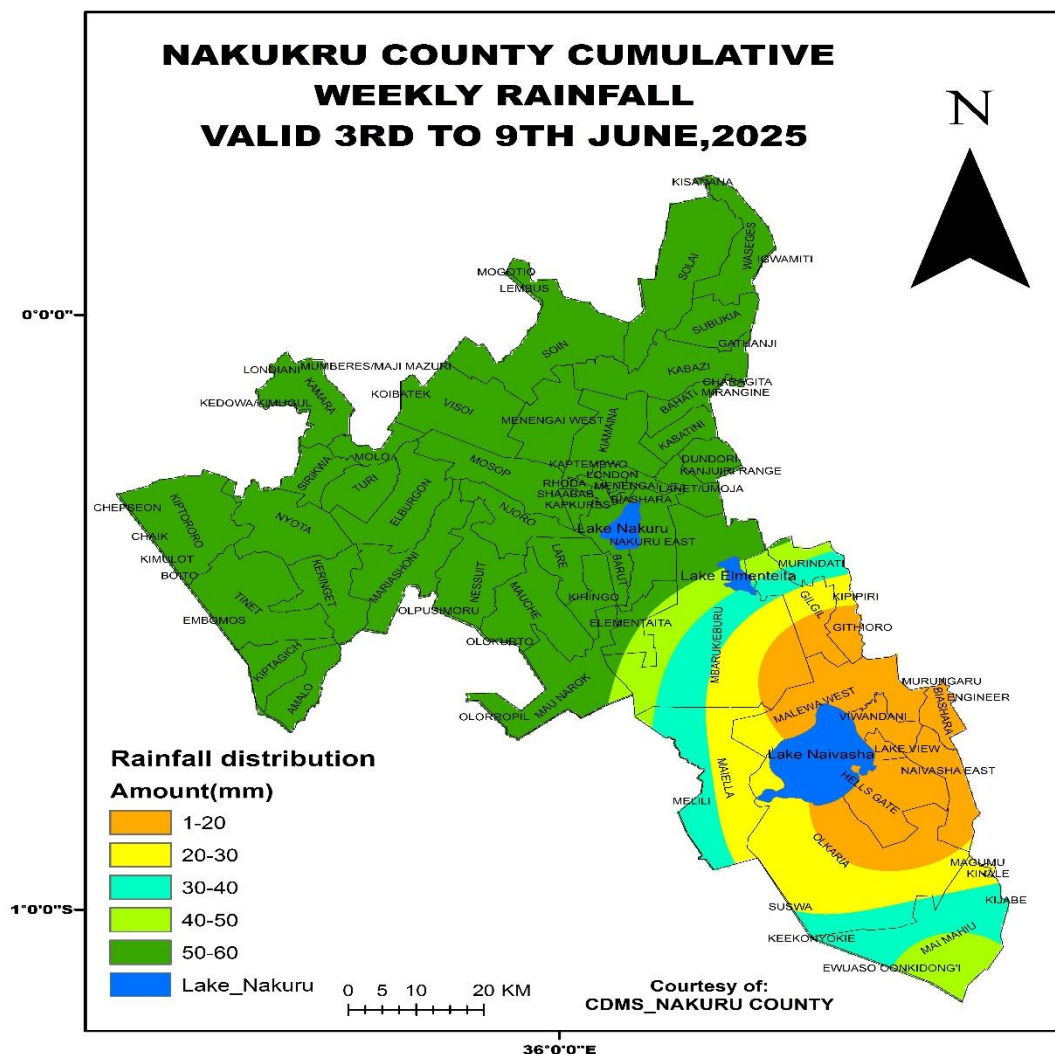 NAKUKRU COUNTY CUMULATIVE
WEEKLY RAINFALL
VALID 3RD TO 9TH JUNE,2025
N
KISANANA
WASEGES
SOLAI
IGWAMITI
MOGOTIO
LEMBUS
0°0'0"
SUBUKIA
GATHANJI
SOIN
KABAZI
LONDIANI
MUMBERES/MAJI MAZURI
KAMARA
CHARAGITA
MIRANGINE
KOIBATEK
BAHATI
KEDOWA/KIMUGUL
VISOI
MENENGAI WEST
KIAMAINA
KABATINI
MOLO
MOSOP
KAPTEMBWO
DUNDORI
SIRIKWA
TURI
LONDON
KANJUIRI RANGE
RHODA
MENENGAI
LANET/UMOJA
SHAABAB
BIASHARA
KAPKURES
CHEPSEON
KIPTORORO
NYOTA
ELBURGON
NJORO
Lake Nakuru
NAKURU EAST
CHAIK
KIMULOT
BOITO
KERINGET
MARIASHONI
NESSUIT
LARE
BARUT
Lake Elmenteita
MURINDATI
TINET
MAUCHE
KIHINGO
GILGIL
KIPIPIRI
EMBOMOS
OLPUSIMORU
ELEMENTAITA
MBARUK/EBURU
GITHIORO
OLOKURTO
KIPTAGICH
AMALO
MAU NAROK
OLORROPIL
MURUNGARU
ENGINEER
BIASHARA
MALEWA WEST
VIWANDANI
Lake Naivasha
LAKE VIEW
MAIELLA
NAIVASHA EAST
HELLS GATE
MELILI
OLKARIA
MAGUMU
KINALE
KIJABE
SUSWA
KEEKONYOKIE
MAI MAHIU
EWUASO OONKIDONG'I
1°0'0"S
Rainfall distribution
Amount(mm)
1-20
20-30
30-40
40-50
50-60
Lake_Nakuru
0 5 10 20 KM
Courtesy of:
CDMS_NAKURU COUNTY
36°0'0"E